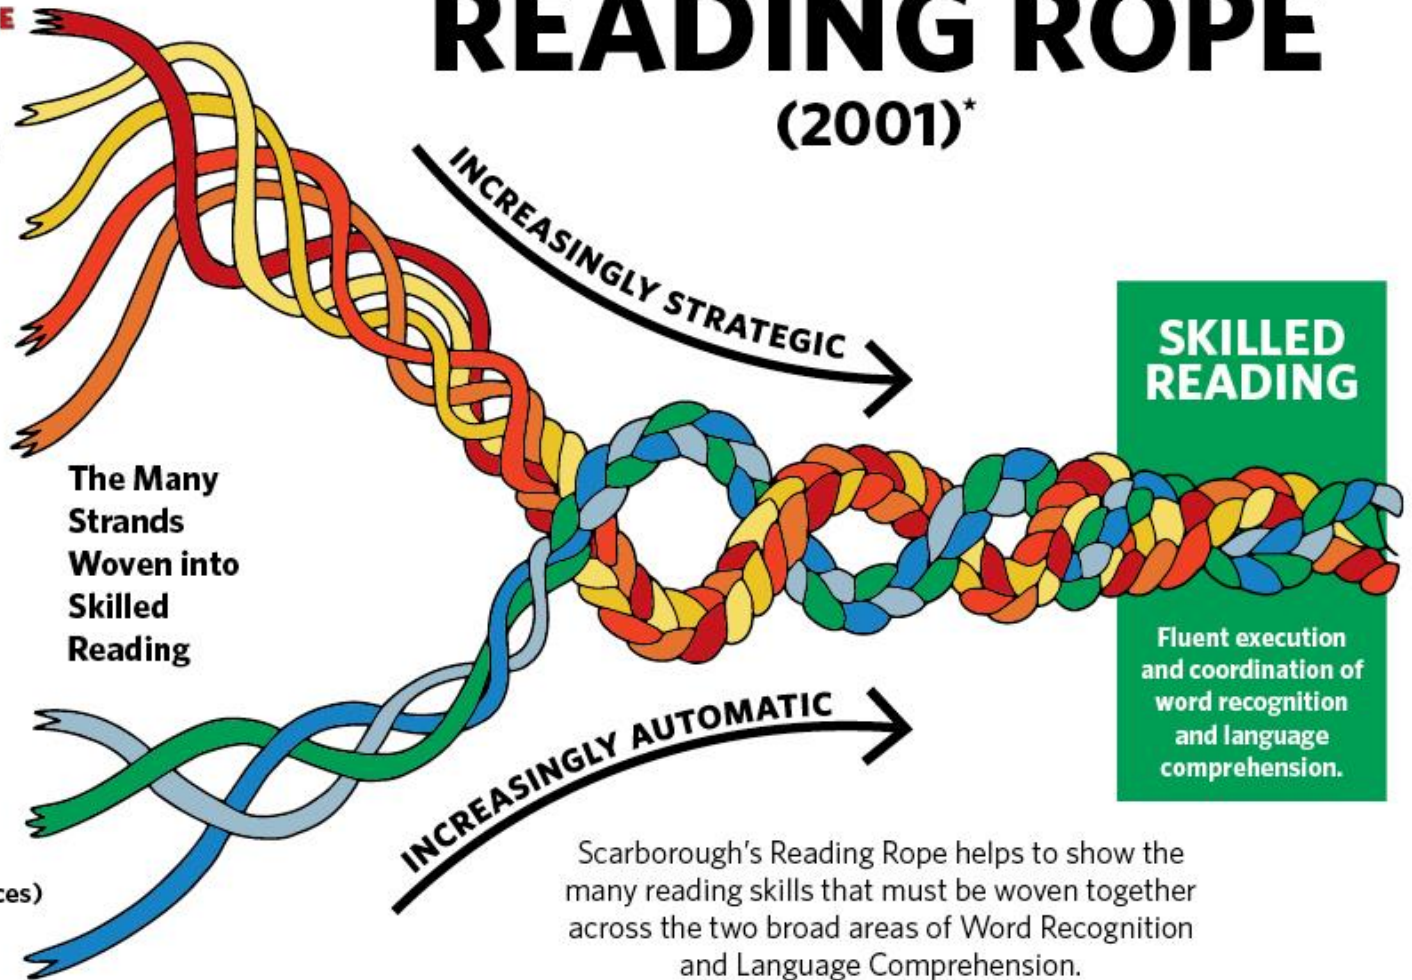 READING ROPE
(2001)*
INCREASINGLY STRATEGIC
SKILLED
READING
The Many
Strands
Woven into
Skilled
Reading
Fluent execution
and coordination of
word recognition
and language
comprehension.
INCREASINGLY AUTOMATIC
Scarborough's Reading Rope helps to show the
many reading skills that must be woven together
across the two broad areas of Word Recognition
and Language Comprehension.